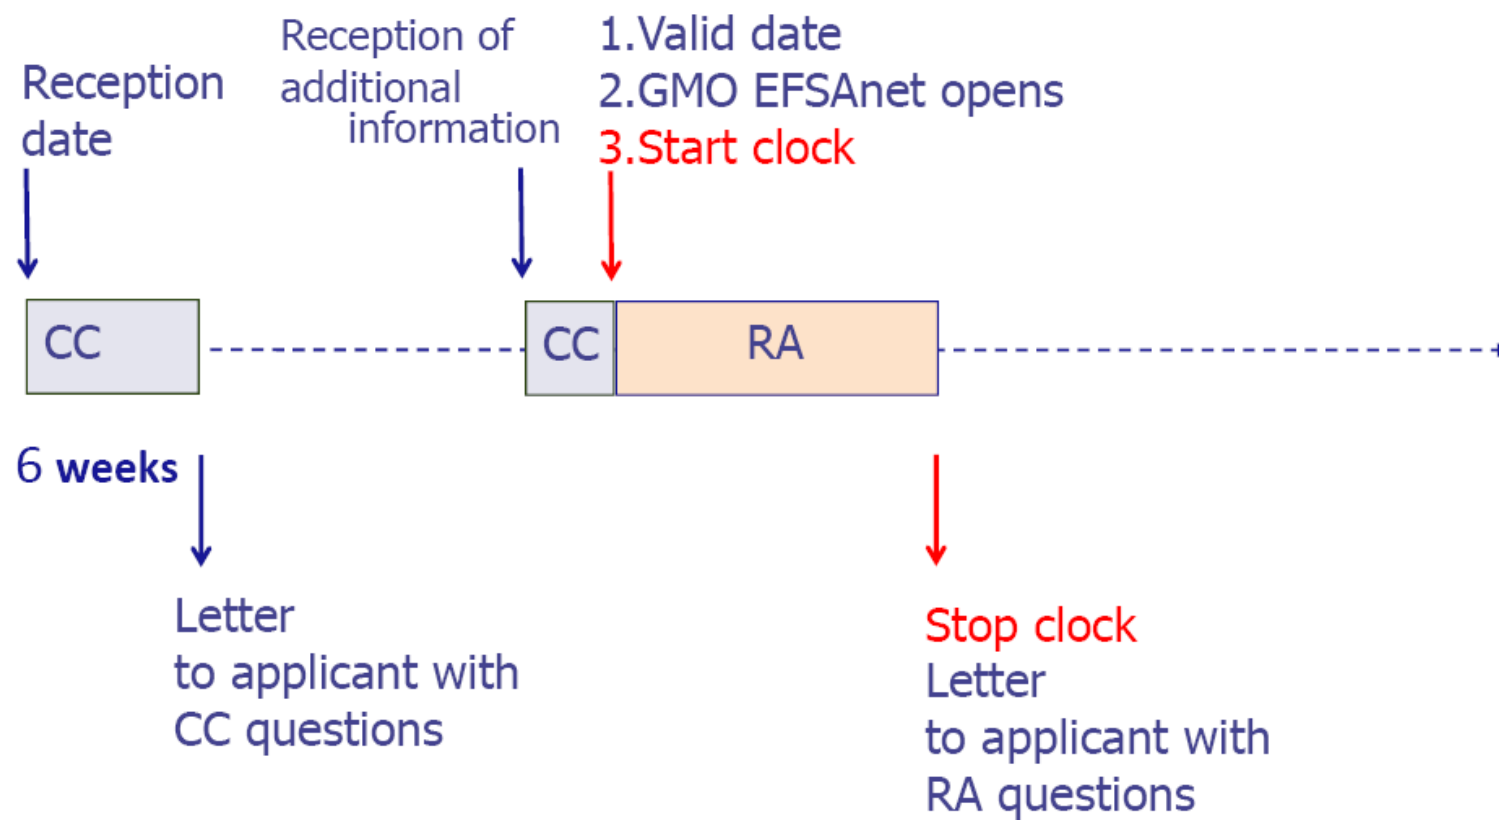 Reception
date
Reception of
additional
information
1.Valid date
2.GMO EFSAnet opens
3.Start clock
CC
CC
RA
6 weeks
Letter
to applicant with
CC questions
Stop clock
Letter
to applicant with
RA questions